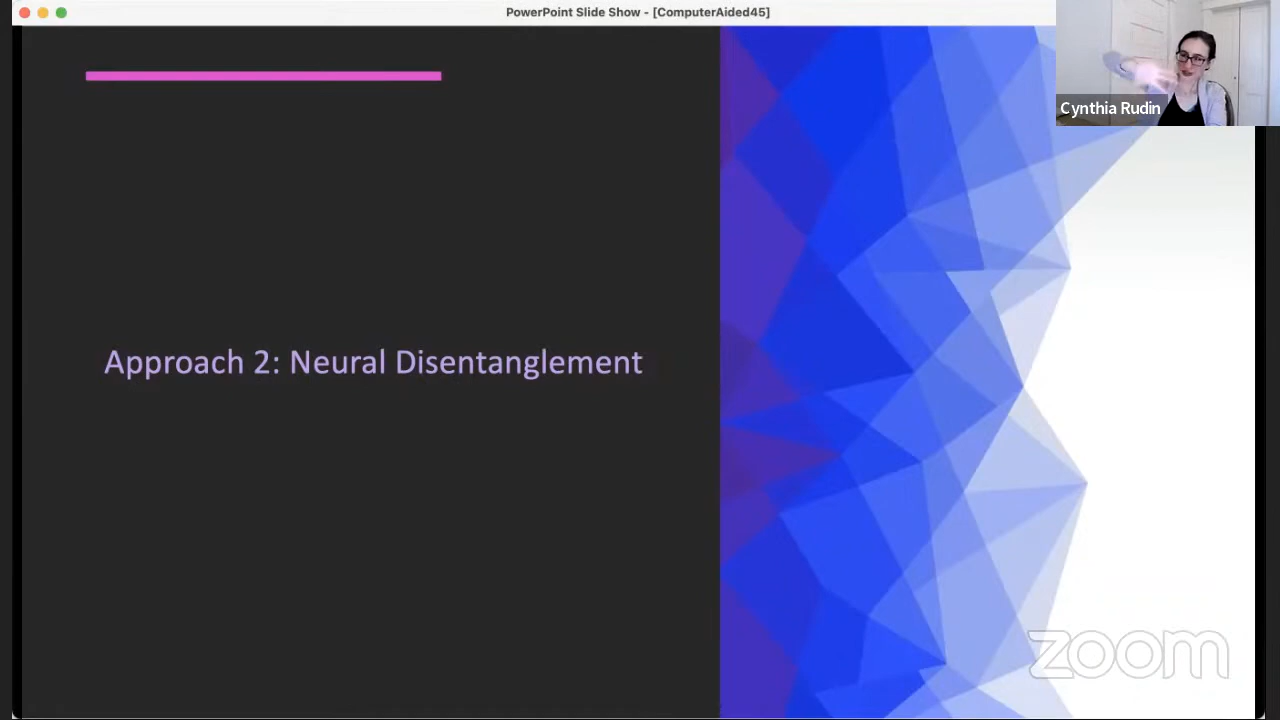 PowerPoint Slide Show - [ComputerAided45]
Cynthia Rudin
Approach 2: Neural Disentanglement
zoom